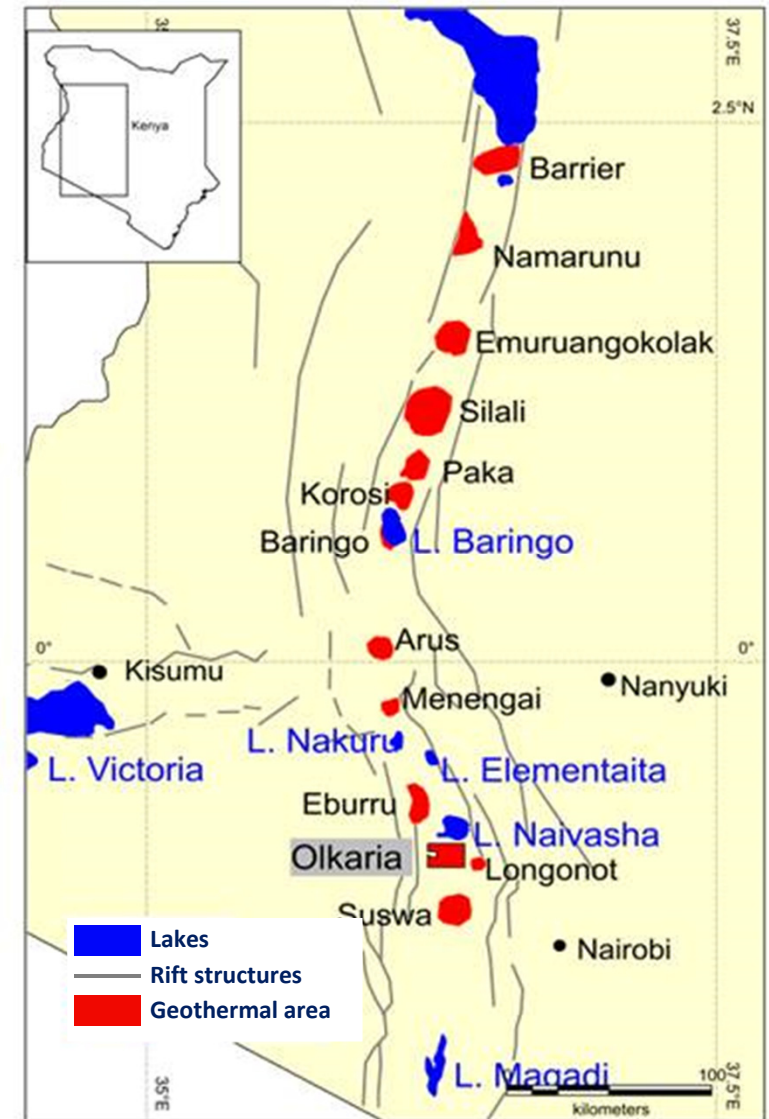 37.5°E
2.5°N
Kenya
Barrier
Namarunu
Emuruangokolak
Silali
Paka
Korosi
Baringo
L. Baringo
0°
0°
Arus
Kisumu
Nanyuki
Menengai
L. Nakuru
L. Victoria
L. Elementaita
Eburru
L. Naivasha
Olkaria
Longonot
Suswa
Lakes
Nairobi
Rift structures
Geothermal area
L. Magadi
0
100
35°E
37.5°E
kilometers